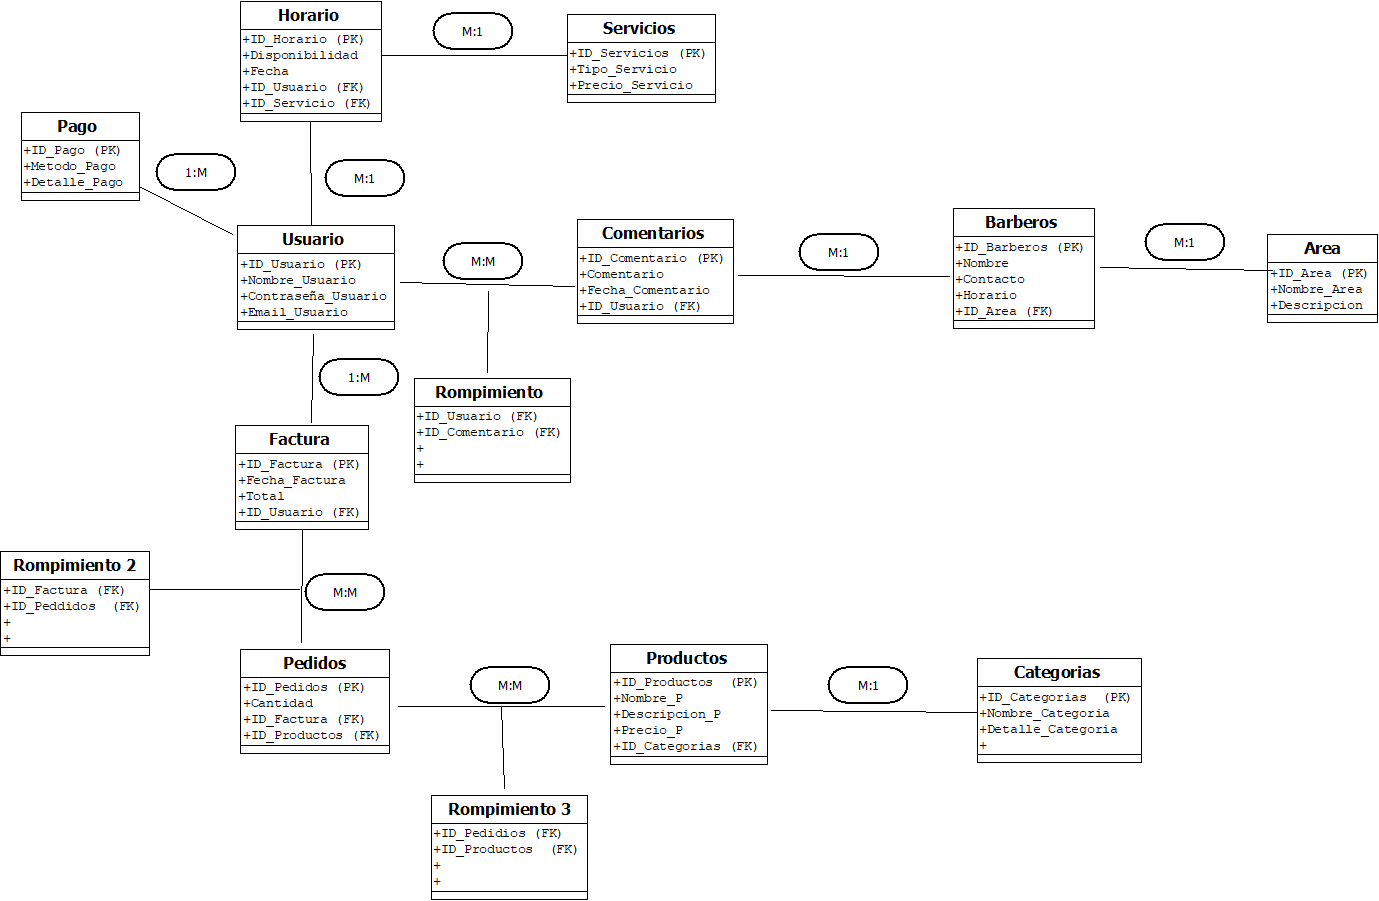 Horario
+ID_Horario (PK)
+Disponibilidad
+Fecha
+ID_Usuario (FK)
+ID_Servicio (FK)
M:1
Servicios
+ID_Servicios (PK)
+Tipo_Servicio
+Precio_Servicio
Pago
+ID_Pago (PK)
+Metodo_Pago
+Detalle_Pago
1:M
M:1
Usuario
+ID_Usuario (PK)
+Nombre_Usuario
+Contraseña_Usuario
+Email_Usuario
M:M
Comentarios
+ID_Comentario (PK)
+Comentario
+Fecha_Comentario
+ID_Usuario (FK)
M:1
Barberos
+ID_Barberos (PK)
+Nombre
+Contacto
+Horario
+ID_Area (FK)
M:1
Area
+ID_Area (PK)
+Nombre_Area
+Descripcion
1:M
Rompimiento
+ID_Usuario (FK)
+ID_Comentario (FK)
+
+
Factura
+ID_Factura (PK)
+Fecha_Factura
+Total
+ID_Usuario (FK)
Rompimiento 2
+ID_Factura (FK)
+ID_Peddidos  (FK)
+
+
M:M
Pedidos
+ID_Pedidos (PK)
+Cantidad
+ID_Factura (FK)
+ID_Productos (FK)
M:M
Productos
+ID_Productos  (PK)
+Nombre_P
+Descripcion_P
+Precio_P
+ID_Categorias (FK)
M:1
Categorias
+ID_Categorias  (PK)
+Nombre_Categoria
+Detalle_Categoria
+
Rompimiento 3
+ID_Pedidios (FK)
+ID_Productos  (FK)
+
+